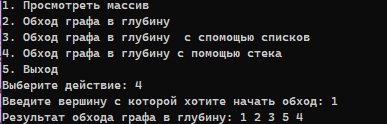 1. Просмотреть массив
2. Обход графа в глубину
3. Обход графа в глубину  с спомощью списков
4. Обход графа в глубину с помощью стека
5. Выход
Выберите действие: 4
Введите вершину с которой хотите начать обход: 1
Результат обхода графа в глубину: 1 2 3 5 4